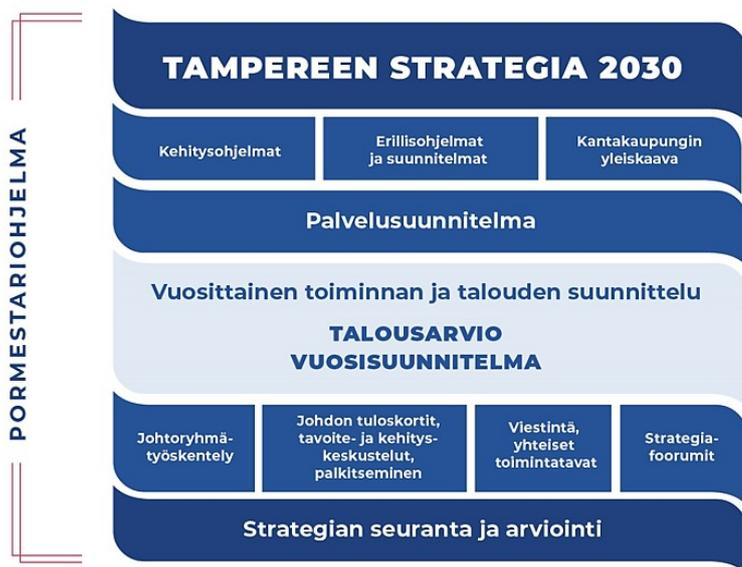 PORMESTARIOHJELMA
TAMPEREEN STRATEGIA 2030
Kehitysohjelmat
Erillisohjelmat
ja suunnitelmat
Kantakaupungin
yleiskaava
Palvelusuunnitelma
Vuosittainen toiminnan ja talouden suunnittelu
TALOUSARVIO
VUOSISUUNNITELMA
Johtoryhmä-
työskentely
Johdon tuloskortit,
tavoite- ja kehitys-
keskustelut,
palkitseminen
Viestintä,
yhteiset
toimintatavat
Strategia-
foorumit
Strategian seuranta ja arviointi